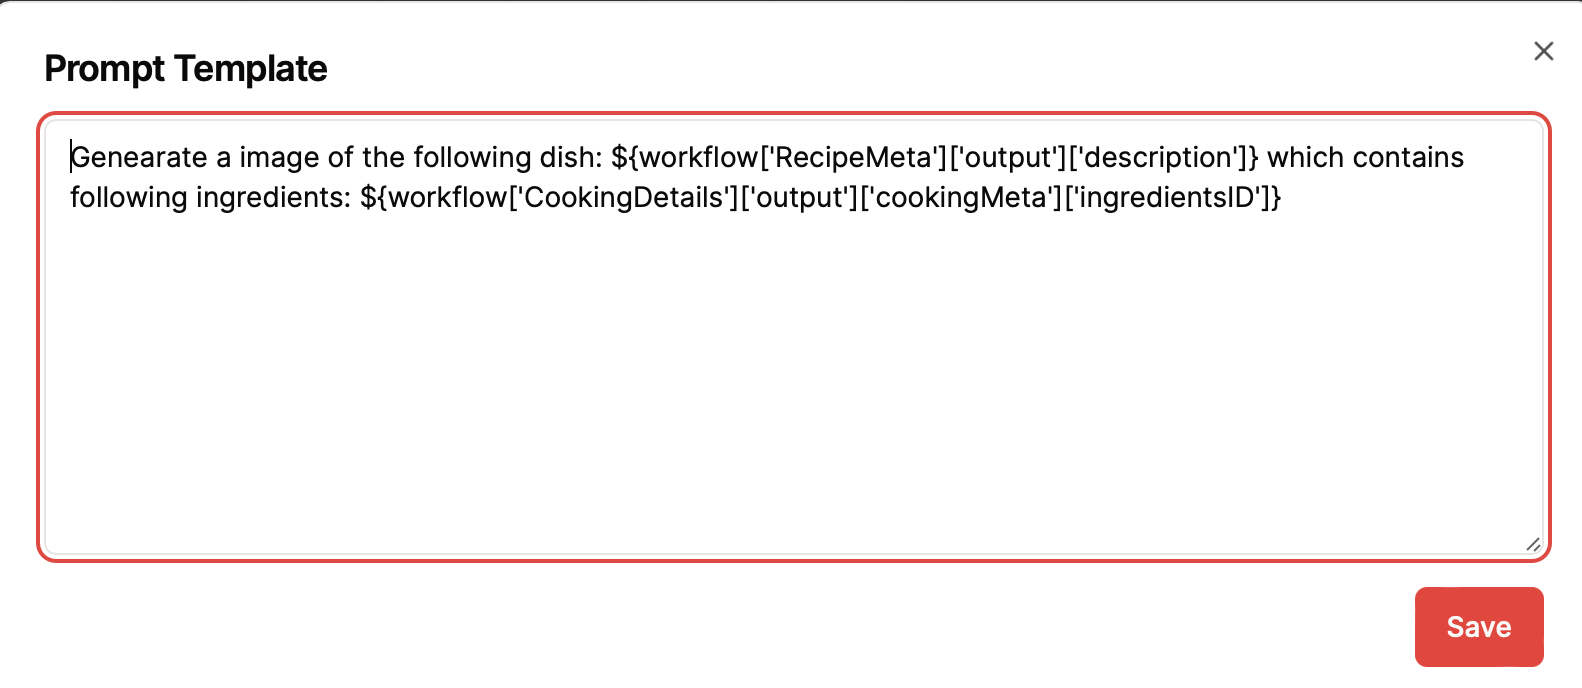 Prompt Template
Genearate a image of the following dish: ${workflow['RecipeMeta']['output']['description']} which contains
following ingredients: ${workflow['CookingDetails']['output']['cookingMeta']['ingredientsID']}
Save